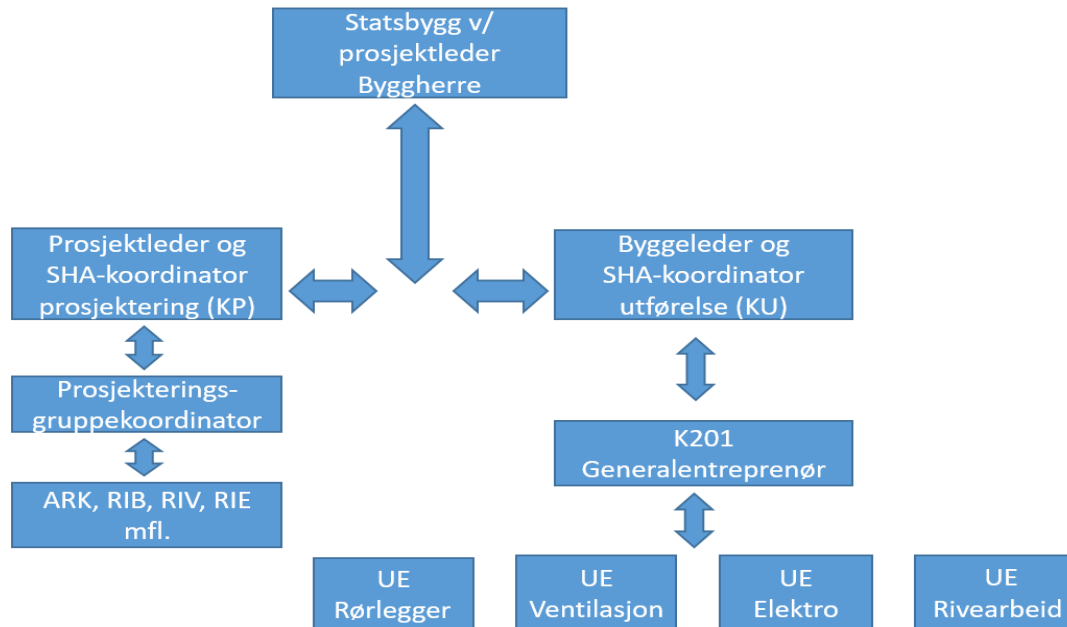 Statsbygg v/
prosjektleder
Byggherre
Prosjektleder og
SHA-koordinator
prosjektering (KP)
Byggeleder og
SHA-koordinator
utførelse (KU)
Prosjekterings-
gruppekoordinator
K201
Generalentreprenør
ARK, RIB, RIV, RIE
mfl.
UE
Rørlegger
UE
Ventilasjon
UE
Elektro
UE
Rivearbeid